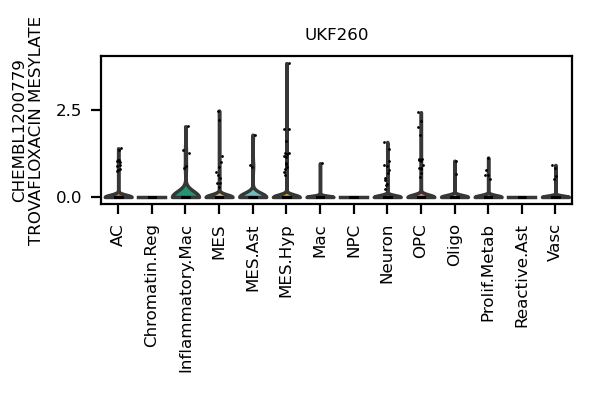 UKF260
CHEMBL1200779
TROVAFLOXACIN MESYLATE
2.5
0.0
AC
Chromatin.Reg
Inflammatory.Mac
MES
MES.Ast
MES.Hyp
Mac
NPC
Neuron
OPC
Oligo
Prolif.Metab
Reactive.Ast
Vasc